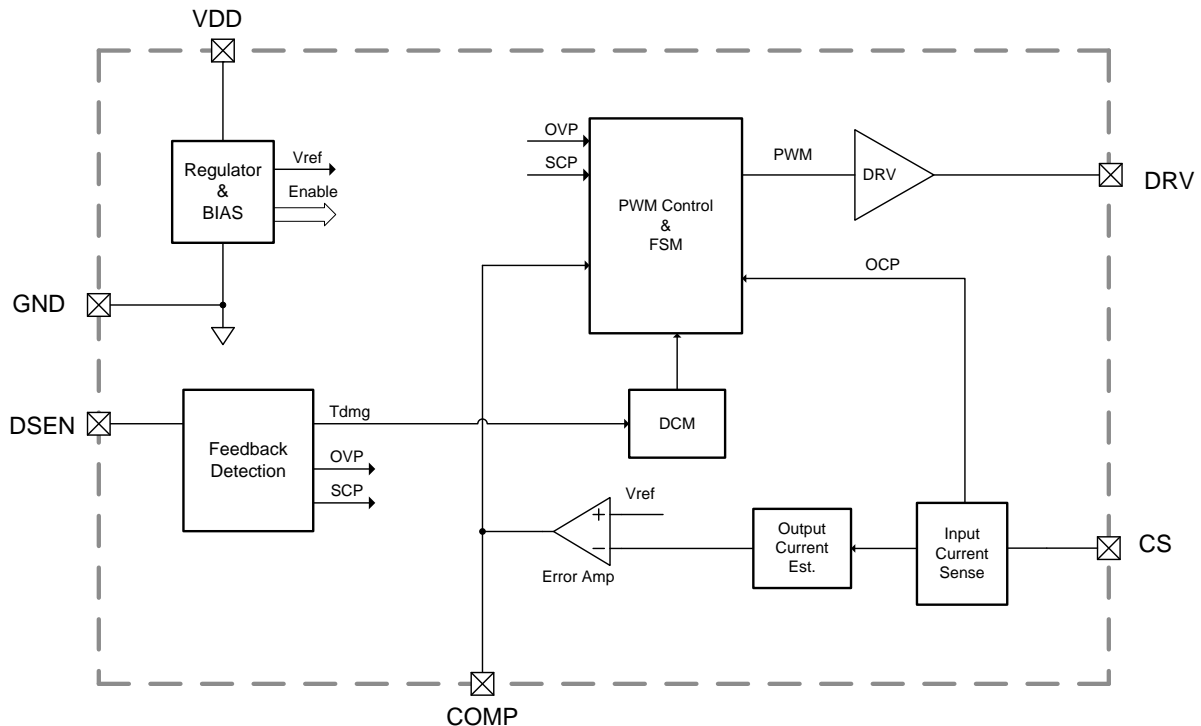 VDD
OVP
SCP
PWM
DRV
DRV
Regulator
&
BIAS
Vref
Enable
PWM Control
&
FSM
OCP
GND
DSEN
Feedback
Detection
Tdmg
OVP
SCP
DCM
Vref
+
−
Error Amp
Output
Current
Est.
Input
Current
Sense
CS
COMP